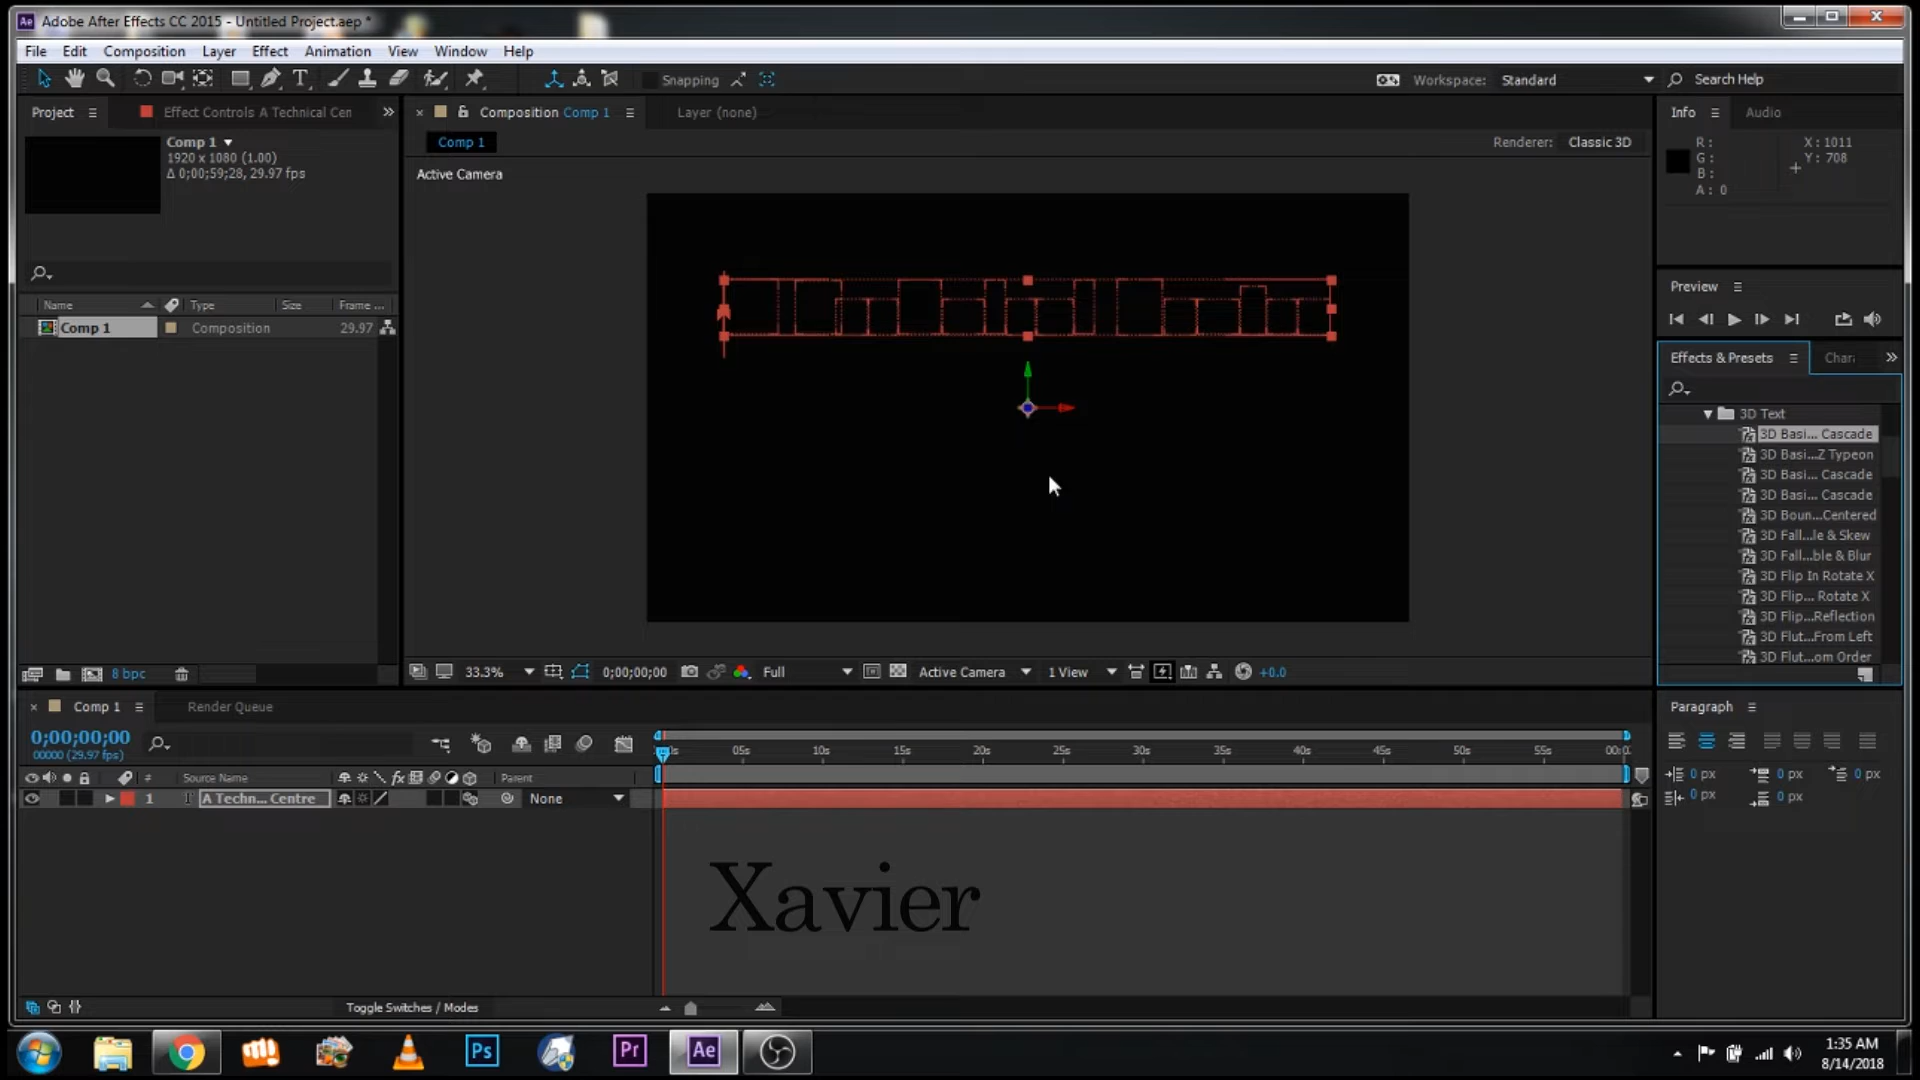 Adobe After Effects CC 2015 - Untitled Project.aep *
File Edit Composition Layer Effect Animation View Window Help
Snapping
Workspace: Standard
Search Help
Project
Effect Controls A Technical Cen
Comp 1
1920 x 1080 (1.00)
Δ 0;00;59;28, 29.97 fps
Name Type Size Frame ...
Comp 1 Composition 29.97
8 bpc
Composition Comp 1
Layer (none)
Comp 1
Renderer: Classic 3D
Active Camera
33.3% 0;00;00;00 Full Active Camera 1 View +0.0
Info Audio
R: X: 1011
G: Y: 708
B:
A: 0
Preview
Effects & Presets Char
3D Text
3D Basi... Cascade
3D Basi...Z Typeon
3D Basi... Cascade
3D Basi... Cascade
3D Boun...Centered
3D Fall...le & Skew
3D Fall...ble & Blur
3D Flip In Rotate X
3D Flip... Rotate X
3D Flip...Reflection
3D Flut...From Left
3D Flut...om Order
Comp 1 Render Queue
0;00;00;00
00000 (29.97 fps)
05s 10s 15s 20s 25s 30s 35s 40s 45s 50s 55s
# Source Name Parent
1 T A Techn... Centre None
Toggle Switches / Modes
Paragraph
0 px 0 px 0 px
0 px 0 px
Xavier
Ps Pr Ae
1:35 AM
8/14/2018